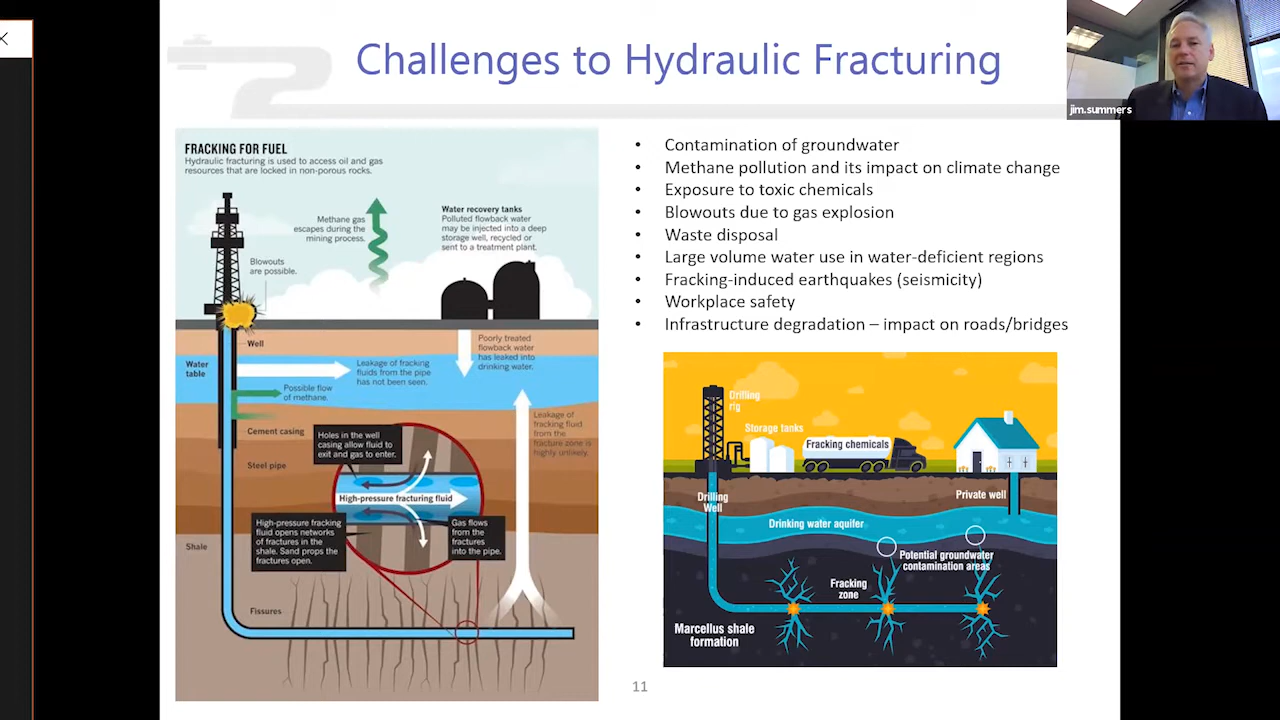 Challenges to Hydraulic Fracturing
jim.summers
FRACKING FOR FUEL
Hydraulic fracturing is used to access oil and gas
resources that are locked in non-porous rocks.
Methane gas
escapes during the
mining process.
Water recovery tanks
Polluted flowback water
may be injected into a deep
storage well, recycled or
sent to a treatment plant.
Blowouts
are possible.
Well
Water
table
Leakage of fracking
fluids from the pipe
has not been seen.
Poorly treated
flowback water
has leaked into
drinking water.
Possible flow
of methane.
Cement casing
Holes in the well
casing allow fluid to
exit and gas to enter.
Leakage of
fracking fluid
from the
fracture zone is
highly unlikely.
Steel pipe
High-pressure fracturing fluid
High-pressure fracking
fluid opens networks
of fractures in the
shale. Sand props the
fractures open.
Gas flows
from the
fractures
into the pipe.
Shale
Fissures
• Contamination of groundwater
• Methane pollution and its impact on climate change
• Exposure to toxic chemicals
• Blowouts due to gas explosion
• Waste disposal
• Large volume water use in water-deficient regions
• Fracking-induced earthquakes (seismicity)
• Workplace safety
• Infrastructure degradation – impact on roads/bridges
Drilling
rig
Storage tanks
Fracking chemicals
Drilling
Well
Private well
Drinking water aquifer
Potential groundwater
contamination areas
Fracking
zone
Marcellus shale
formation
11